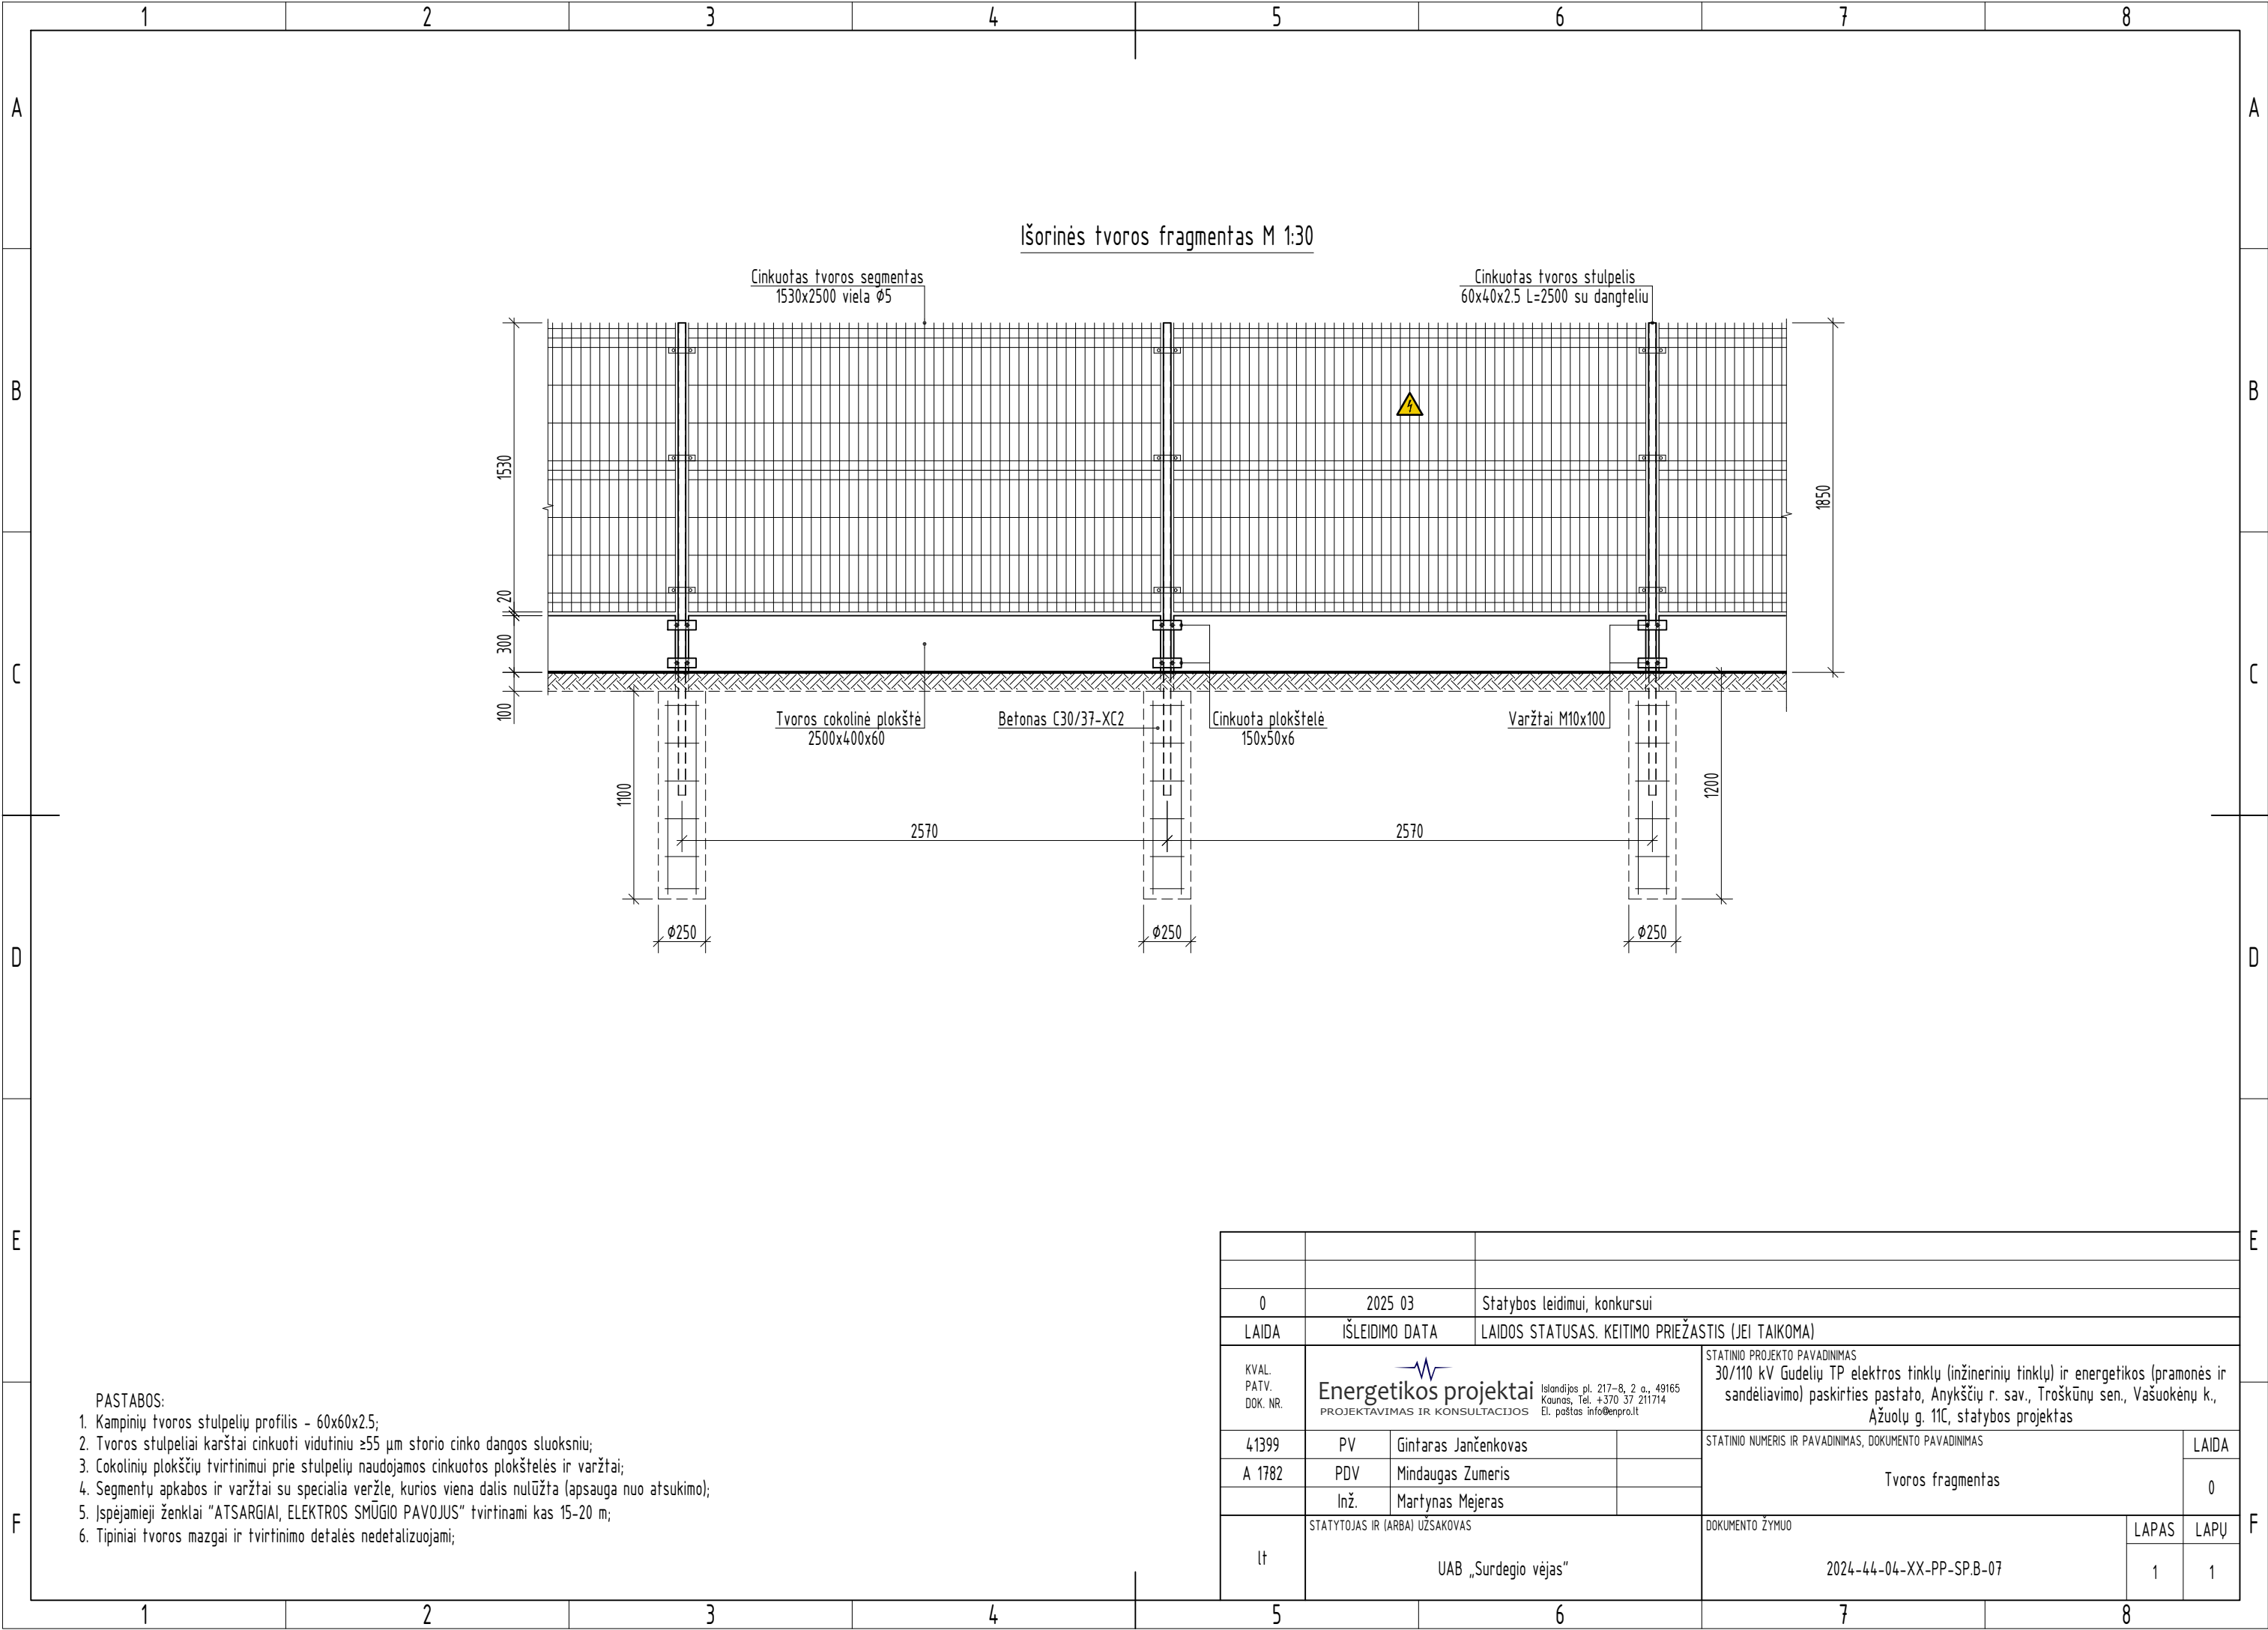 1 2 3 4 5 6 7 8
A A
B B
C C
D D
E E
F F
Išorinės tvoros fragmentas M 1:30
Cinkuotas tvoros segmentas
1530x2500 viela Ø5
Cinkuotas tvoros stulpelis
60x40x2.5 L=2500 su dangteliu
1530
20
300
100
1850
Tvoros cokolinė plokštė
2500x400x60
Betonas C30/37-XC2
Cinkuota plokštelė
150x50x6
Varžtai M10x100
1100
1200
2570 2570
Ø250 Ø250 Ø250
PASTABOS:
1. Kampinių tvoros stulpelių profilis - 60x60x2.5;
2. Tvoros stulpeliai karštai cinkuoti vidutiniu ≥55 µm storio cinko dangos sluoksniu;
3. Cokolinių plokščių tvirtinimui prie stulpelių naudojamos cinkuotos plokštelės ir varžtai;
4. Segmentų apkabos ir varžtai su specialia veržle, kurios viena dalis nulūžta (apsauga nuo atsukimo);
5. Įspėjamieji ženklai "ATSARGIAI, ELEKTROS SMŪGIO PAVOJUS" tvirtinami kas 15-20 m;
6. Tipiniai tvoros mazgai ir tvirtinimo detalės nedetalizuojami;
0 2025 03 Statybos leidimui, konkursui
LAIDA IŠLEIDIMO DATA LAIDOS STATUSAS. KEITIMO PRIEŽASTIS (JEI TAIKOMA)
KVAL.
PATV.
DOK. NR.
Energetikos projektai
PROJEKTAVIMAS IR KONSULTACIJOS
Islandijos pl. 217-8, 2 a., 49165
Kaunas, Tel. +370 37 211714
El. paštas info@enpro.lt
STATINIO PROJEKTO PAVADINIMAS
30/110 kV Gudelių TP elektros tinklų (inžinerinių tinklų) ir energetikos (pramonės ir
sandėliavimo) paskirties pastato, Anykščių r. sav., Troškūnų sen., Vašuokėnų k.,
Ąžuolų g. 11C, statybos projektas
41399 PV Gintaras Jančenkovas
A 1782 PDV Mindaugas Zumeris
Inž. Martynas Mejeras
STATINIO NUMERIS IR PAVADINIMAS, DOKUMENTO PAVADINIMAS
Tvoros fragmentas
LAIDA
0
lt
STATYTOJAS IR (ARBA) UŽSAKOVAS
UAB „Surdegio vėjas"
DOKUMENTO ŽYMUO
2024-44-04-XX-PP-SP.B-07
LAPAS LAPŲ
1 1
1 2 3 4 5 6 7 8